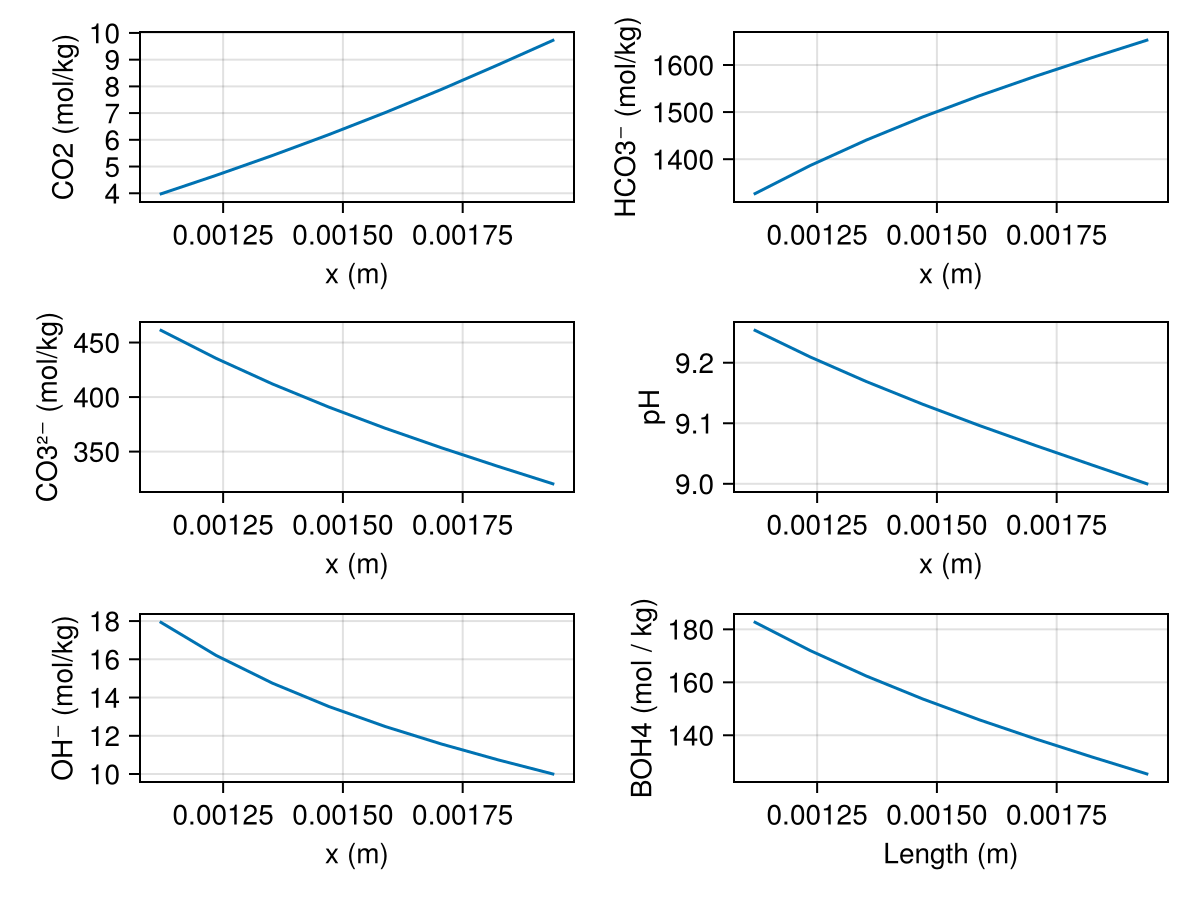 CO2 (mol/kg)
10
9
8
7
6
5
4
0.00125 0.00150 0.00175
x (m)
HCO3⁻ (mol/kg)
1600
1500
1400
0.00125 0.00150 0.00175
x (m)
CO3²⁻ (mol/kg)
450
400
350
0.00125 0.00150 0.00175
x (m)
pH
9.2
9.1
9.0
0.00125 0.00150 0.00175
x (m)
OH⁻ (mol/kg)
18
16
14
12
10
0.00125 0.00150 0.00175
x (m)
BOH4 (mol / kg)
180
160
140
0.00125 0.00150 0.00175
Length (m)